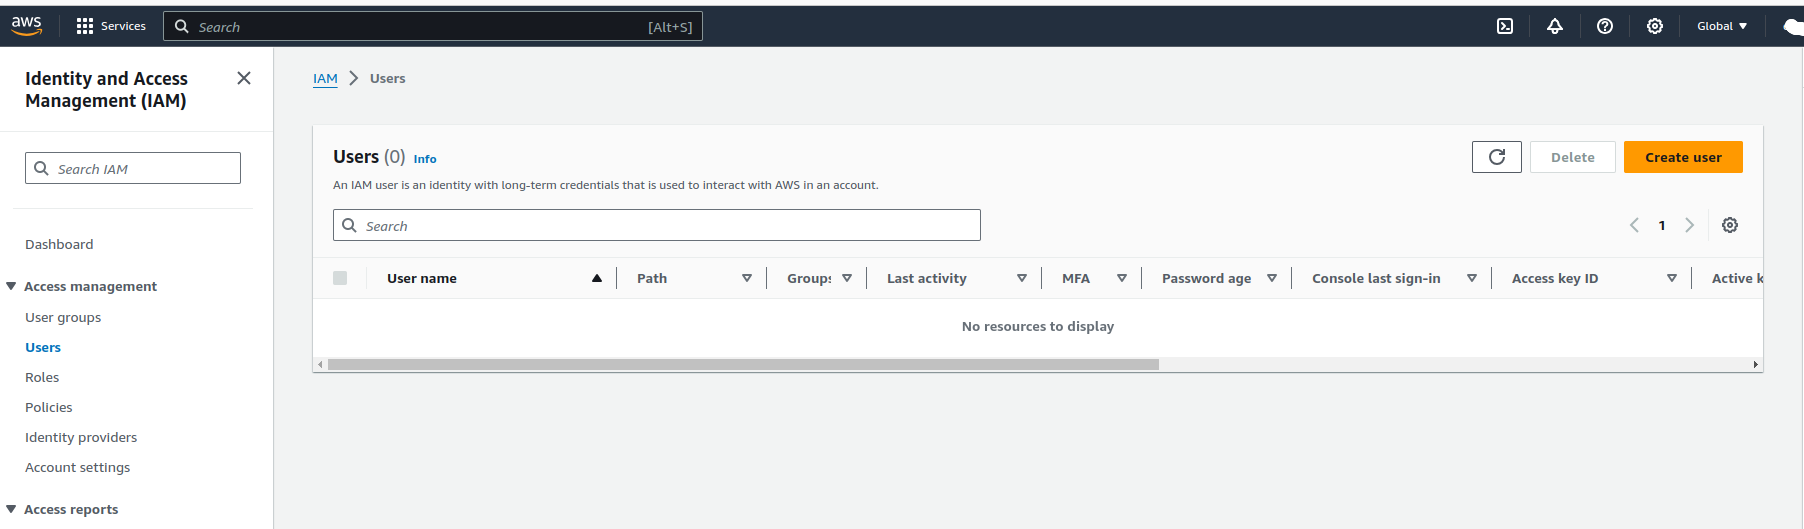 aws
Services
Search
[Alt+S]
Global
Identity and Access
Management (IAM)
Search IAM
Dashboard
Access management
User groups
Users
Roles
Policies
Identity providers
Account settings
Access reports
IAM
Users
Users (0) Info
An IAM user is an identity with long-term credentials that is used to interact with AWS in an account.
Delete
Create user
Search
1
User name Path Groups Last activity MFA Password age Console last sign-in Access key ID Active k
No resources to display